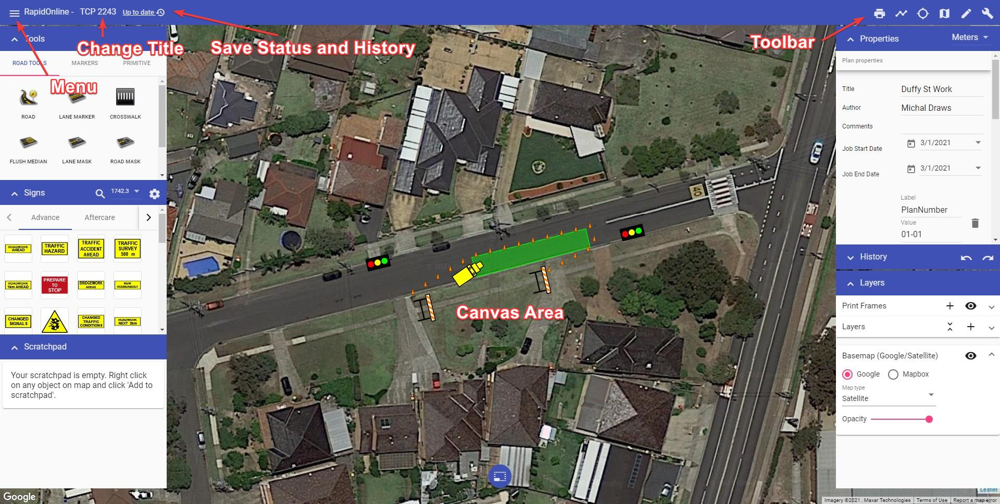 RapidOnline - TCP 2243 Up to date
Change Title
Save Status and History
Toolbar
Menu
Tools
ROAD TOOLS MARKERS PRIMITIVE
ROAD LANE MARKER CROSSWALK
FLUSH MEDIAN LANE MASK ROAD MASK
Signs 1742.3
Advance Aftercare
ROADWORK
AHEAD
TRAFFIC
HAZARD
TRAFFIC
ACCIDENT
AHEAD
TRAFFIC
SURVEY
500 m
ROADWORK
1km AHEAD
PREPARE
TO
STOP
BRIDGEWORK
AHEAD
NEW
ROUNDABOUT
CHANGED
SIGNALS
CHANGED
TRAFFIC
CONDITIONS
ROADWORK
NEXT 2km
Scratchpad
Your scratchpad is empty. Right click
on any object on map and click 'Add to
scratchpad'.
Google
40
BUS
Canvas Area
Properties Meters
Plan properties
Title Duffy St Work
Author Michal Draws
Comments
Job Start Date 3/1/2021
Job End Date 3/1/2021
Label
PlanNumber
Value
01-01
History
Layers
Print Frames
Layers
Basemap (Google/Satellite)
Google Mapbox
Map type
Satellite
Opacity
Leaflet
Imagery ©2021 , Maxar Technologies Terms of Use Report a map error